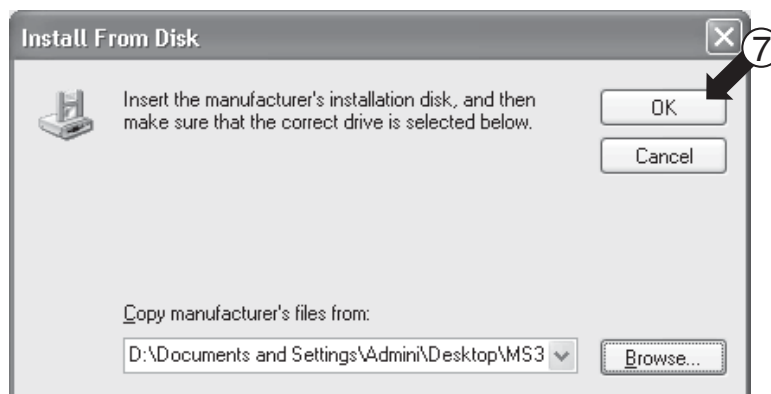 Install From Disk
⑦
Insert the manufacturer's installation disk, and then
make sure that the correct drive is selected below.
OK
Cancel
Copy manufacturer's files from:
D:\Documents and Settings\Admini\Desktop\MS3
Browse...